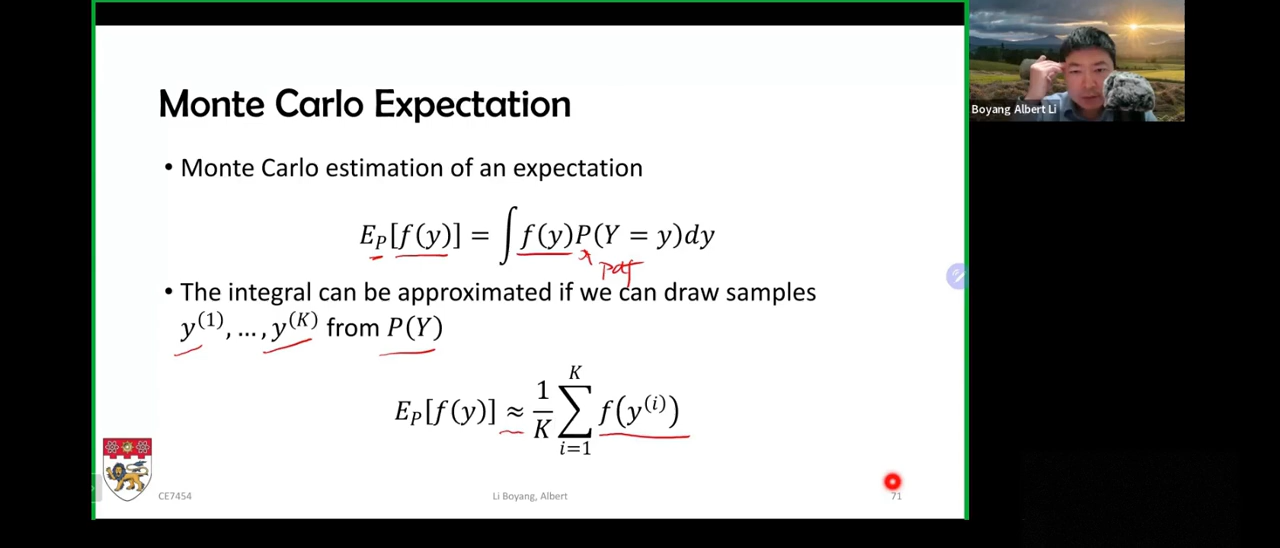 Monte Carlo Expectation
• Monte Carlo estimation of an expectation
E_P[f(y)] = ∫ f(y)P(Y = y)dy
pdf
• The integral can be approximated if we can draw samples
y^(1), …, y^(K) from P(Y)
E_P[f(y)] ≈ 1/K ∑_{i=1}^{K} f(y^(i))
CE7454
Li Boyang, Albert
71
Boyang Albert Li